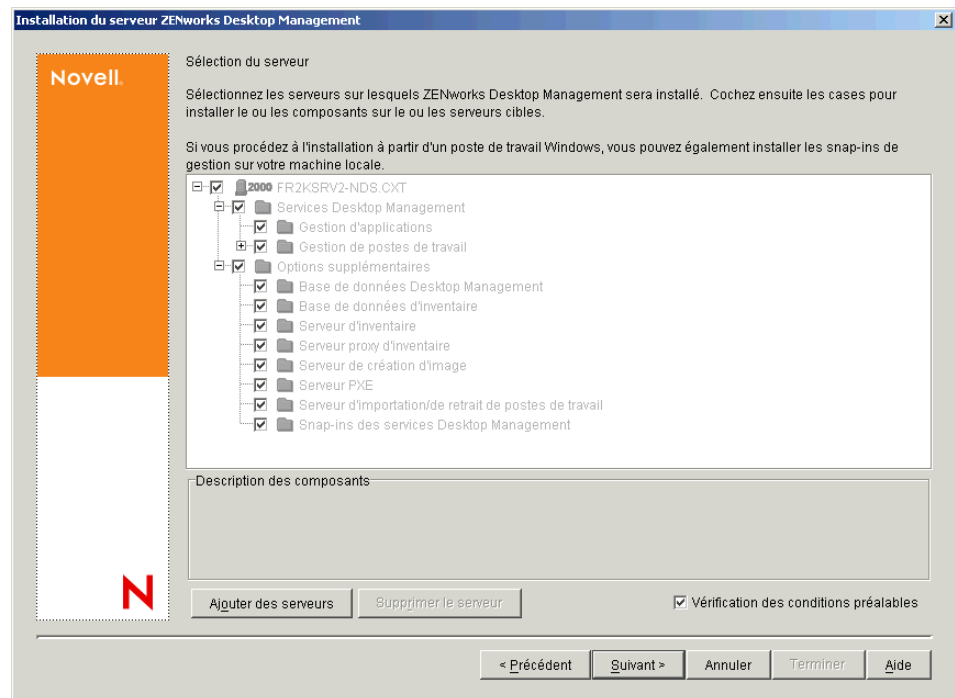 Installation du serveur ZENworks Desktop Management
Novell.
Sélection du serveur
Sélectionnez les serveurs sur lesquels ZENworks Desktop Management sera installé. Cochez ensuite les cases pour
installer le ou les composants sur le ou les serveurs cibles.
Si vous procédez à l'installation à partir d'un poste de travail Windows, vous pouvez également installer les snap-ins de
gestion sur votre machine locale.
2000 FR2KSRV2-NDS.CXT
Services Desktop Management
Gestion d'applications
Gestion de postes de travail
Options supplémentaires
Base de données Desktop Management
Base de données d'inventaire
Serveur d'inventaire
Serveur proxy d'inventaire
Serveur de création d'image
Serveur PXE
Serveur d'importation/de retrait de postes de travail
Snap-ins des services Desktop Management
Description des composants
N
Ajouter des serveurs Supprimer le serveur Vérification des conditions préalables
< Précédent Suivant > Annuler Terminer Aide